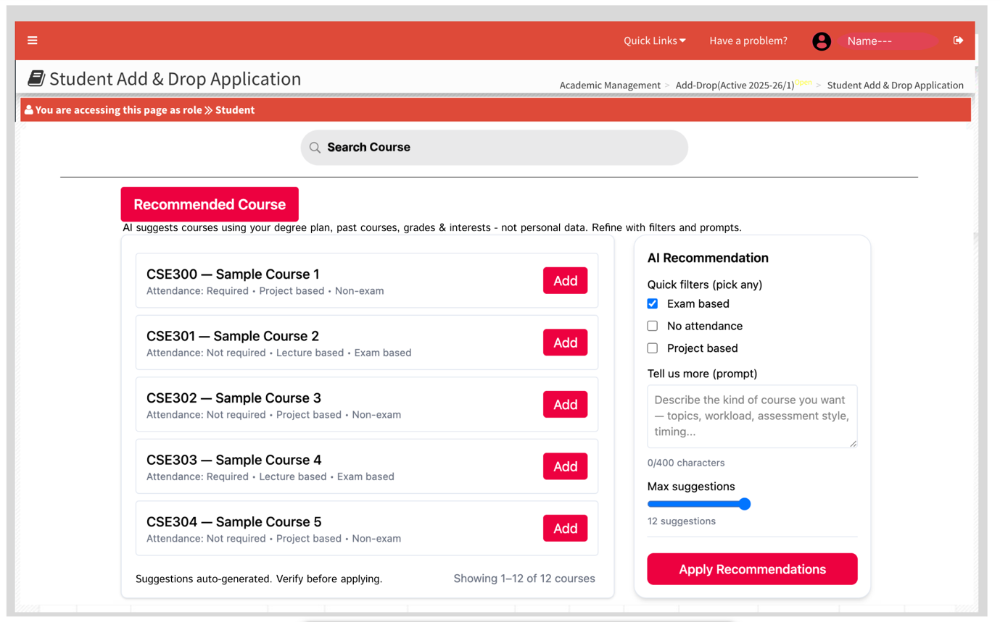 Quick Links
Have a problem?
Name---
Student Add & Drop Application
Academic Management > Add-Drop(Active 2025-26/1)Open > Student Add & Drop Application
You are accessing this page as role » Student
Search Course
Recommended Course
AI suggests courses using your degree plan, past courses, grades & interests - not personal data. Refine with filters and prompts.
CSE300 — Sample Course 1
Attendance: Required • Project based • Non-exam
Add
CSE301 — Sample Course 2
Attendance: Not required • Lecture based • Exam based
Add
CSE302 — Sample Course 3
Attendance: Not required • Project based • Non-exam
Add
CSE303 — Sample Course 4
Attendance: Required • Lecture based • Exam based
Add
CSE304 — Sample Course 5
Attendance: Not required • Project based • Non-exam
Add
Suggestions auto-generated. Verify before applying.
Showing 1–12 of 12 courses
AI Recommendation
Quick filters (pick any)
Exam based
No attendance
Project based
Tell us more (prompt)
Describe the kind of course you want
— topics, workload, assessment style,
timing...
0/400 characters
Max suggestions
12 suggestions
Apply Recommendations